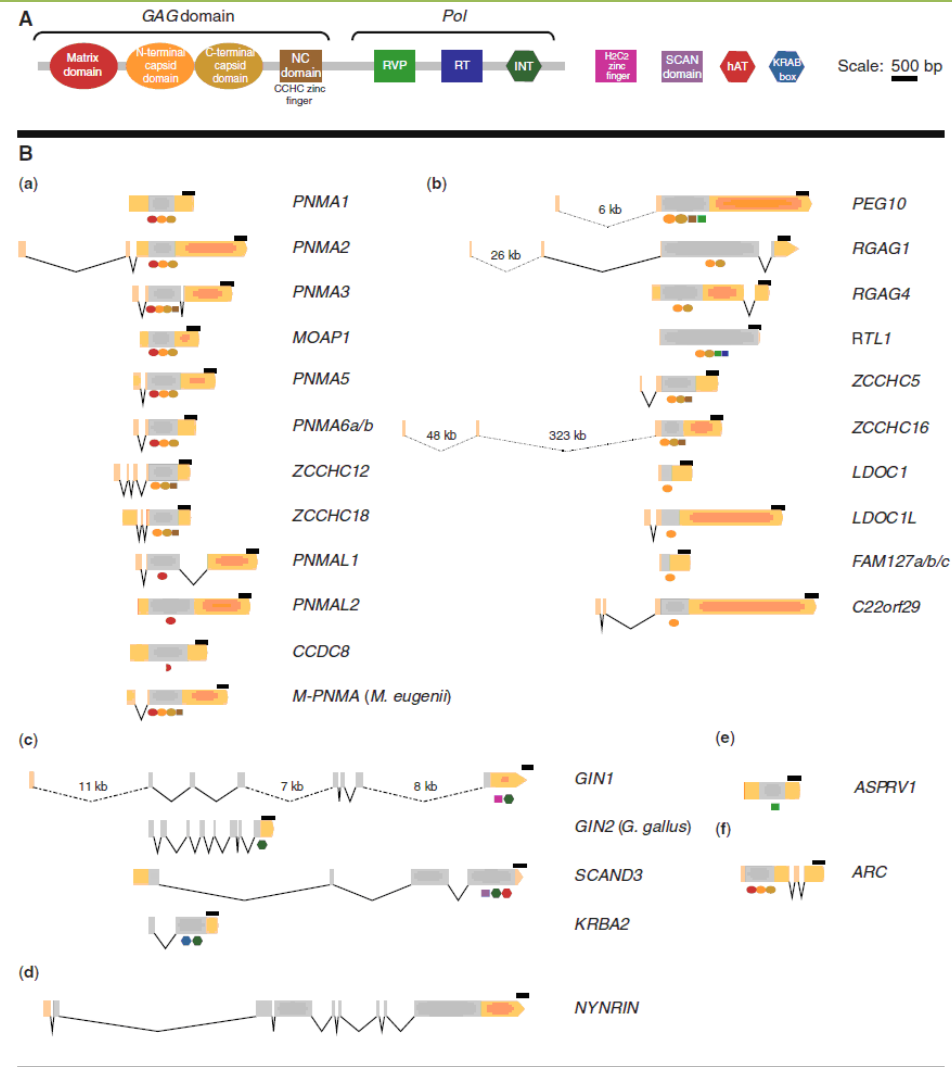 A
GAG domain
Pol
Matrix domain
N-terminal capsid domain
C-terminal capsid domain
NC domain
CCHC zinc finger
RVP
RT
INT
H2C2 zinc finger
SCAN domain
hAT
KRAB box
Scale: 500 bp
B
(a)
PNMA1
PNMA2
PNMA3
MOAP1
PNMA5
PNMA6a/b
ZCCHC12
ZCCHC18
PNMAL1
PNMAL2
CCDC8
M-PNMA (M. eugenii)
(b)
6 kb
PEG10
26 kb
RGAG1
RGAG4
RTL1
ZCCHC5
48 kb
323 kb
ZCCHC16
LDOC1
LDOC1L
FAM127a/b/c
C22orf29
(c)
11 kb
7 kb
8 kb
GIN1
GIN2 (G. gallus)
SCAND3
KRBA2
(d)
NYNRIN
(e)
ASPRV1
(f)
ARC